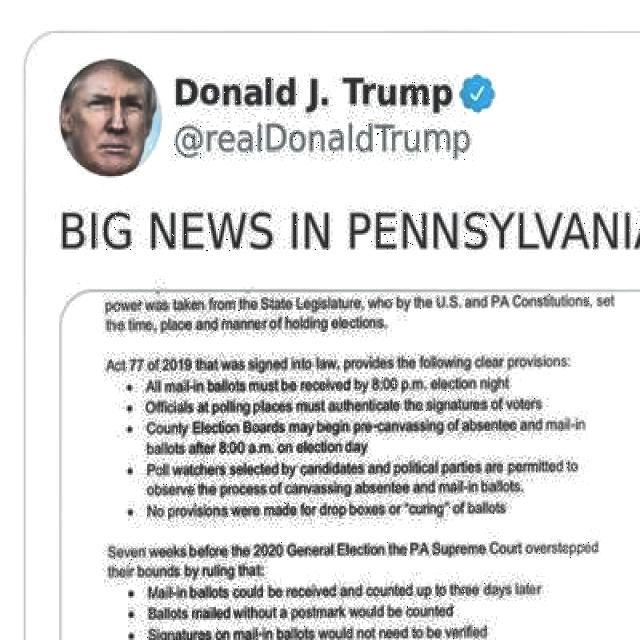 Donald J. Trump
@realDonaldTrump
BIG NEWS IN PENNSYLVANIA
power was taken from the State Legislature, who by the U.S. and PA Constitutions, set
the time, place and manner of holding elections.
Act 77 of 2019 that was signed into law, provides the following clear provisions:
• All mail-in ballots must be received by 8:00 p.m. election night
• Officials at polling places must authenticate the signatures of voters
• County Election Boards may begin pre-canvassing of absentee and mail-in
ballots after 8:00 a.m. on election day
• Poll watchers selected by candidates and political parties are permitted to
observe the process of canvassing absentee and mail-in ballots.
• No provisions were made for drop boxes or "curing" of ballots
Seven weeks before the 2020 General Election the PA Supreme Court overstepped
their bounds by ruling that:
• Mail-in ballots could be received and counted up to three days later
• Ballots mailed without a postmark would be counted
• Signatures on mail-in ballots would not need to be verified